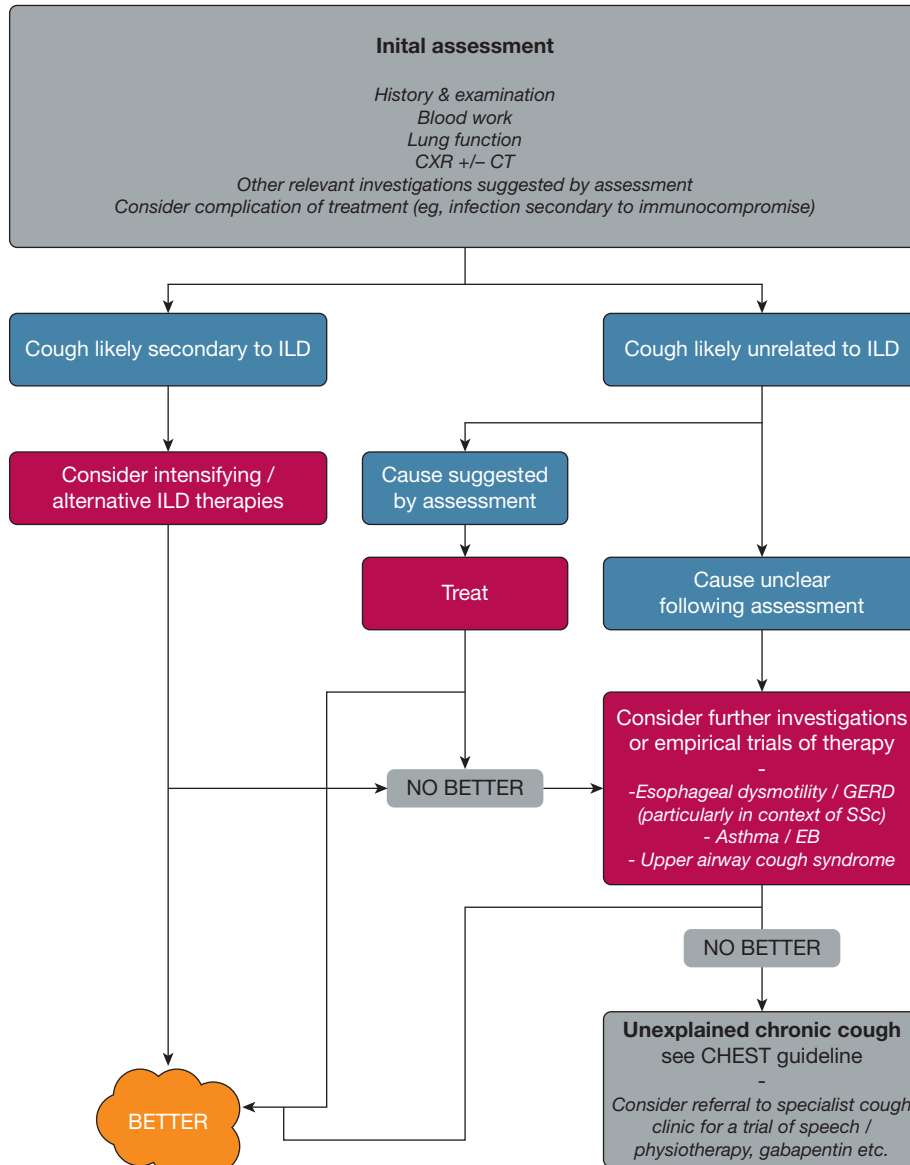 Inital assessment
History & examination
Blood work
Lung function
CXR +/– CT
Other relevant investigations suggested by assessment
Consider complication of treatment (eg, infection secondary to immunocompromise)
Cough likely secondary to ILD
Cough likely unrelated to ILD
Consider intensifying /
alternative ILD therapies
Cause suggested
by assessment
Treat
Cause unclear
following assessment
Consider further investigations
or empirical trials of therapy
-
-Esophageal dysmotility / GERD
(particularly in context of SSc)
- Asthma / EB
- Upper airway cough syndrome
NO BETTER
NO BETTER
Unexplained chronic cough
see CHEST guideline
-
Consider referral to specialist cough
clinic for a trial of speech /
physiotherapy, gabapentin etc.
BETTER